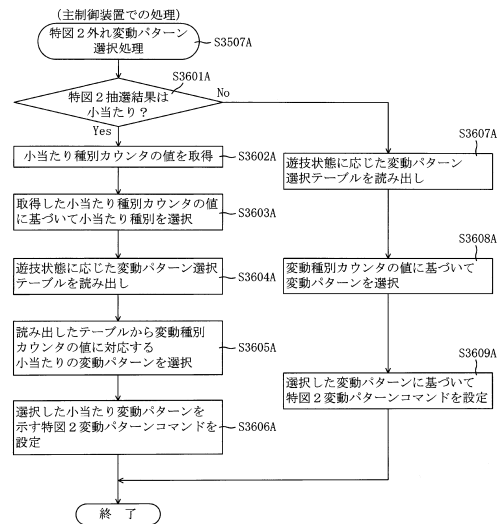 (主制御装置での処理)
特図2外れ変動パターン
選択処理
S3507A
S3601A
特図2抽選結果は
小当たり?
No
Yes
小当たり種別カウンタの値を取得
S3602A
取得した小当たり種別カウンタの値
に基づいて小当たり種別を選択
S3603A
遊技状態に応じた変動パターン選択
テーブルを読み出し
S3604A
読み出したテーブルから変動種別
カウンタの値に対応する
小当たりの変動パターンを選択
S3605A
選択した小当たり変動パターンを
示す特図2変動パターンコマンドを
設定
S3606A
S3607A
遊技状態に応じた変動パターン
選択テーブルを読み出し
S3608A
変動種別カウンタの値に基づいて
変動パターンを選択
S3609A
選択した変動パターンに基づいて
特図2変動パターンコマンドを設定
終 了